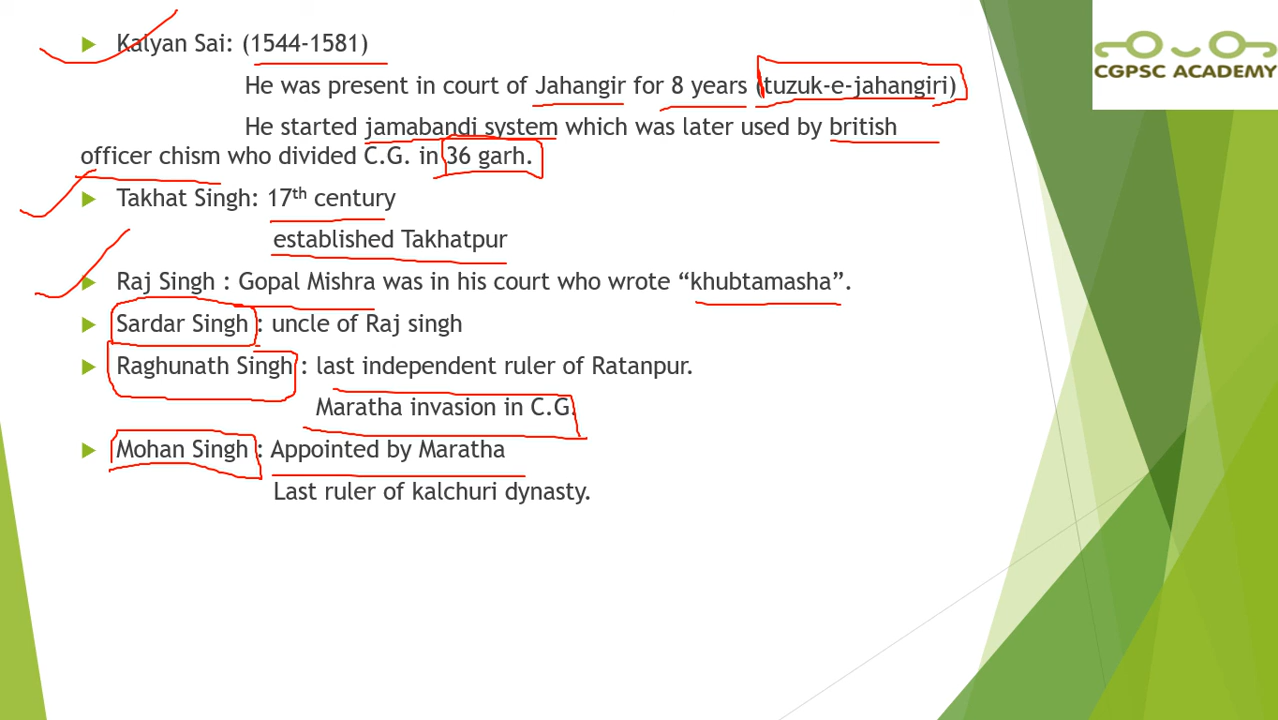 Kalyan Sai: (1544-1581)
He was present in court of Jahangir for 8 years (tuzuk-e-jahangiri)
He started jamabandi system which was later used by british
officer chism who divided C.G. in 36 garh.
Takhat Singh: 17th century
established Takhatpur
Raj Singh : Gopal Mishra was in his court who wrote “khubtamasha”.
Sardar Singh : uncle of Raj singh
Raghunath Singh : last independent ruler of Ratanpur.
Maratha invasion in C.G.
Mohan Singh : Appointed by Maratha
Last ruler of kalchuri dynasty.
CGPSC ACADEMY